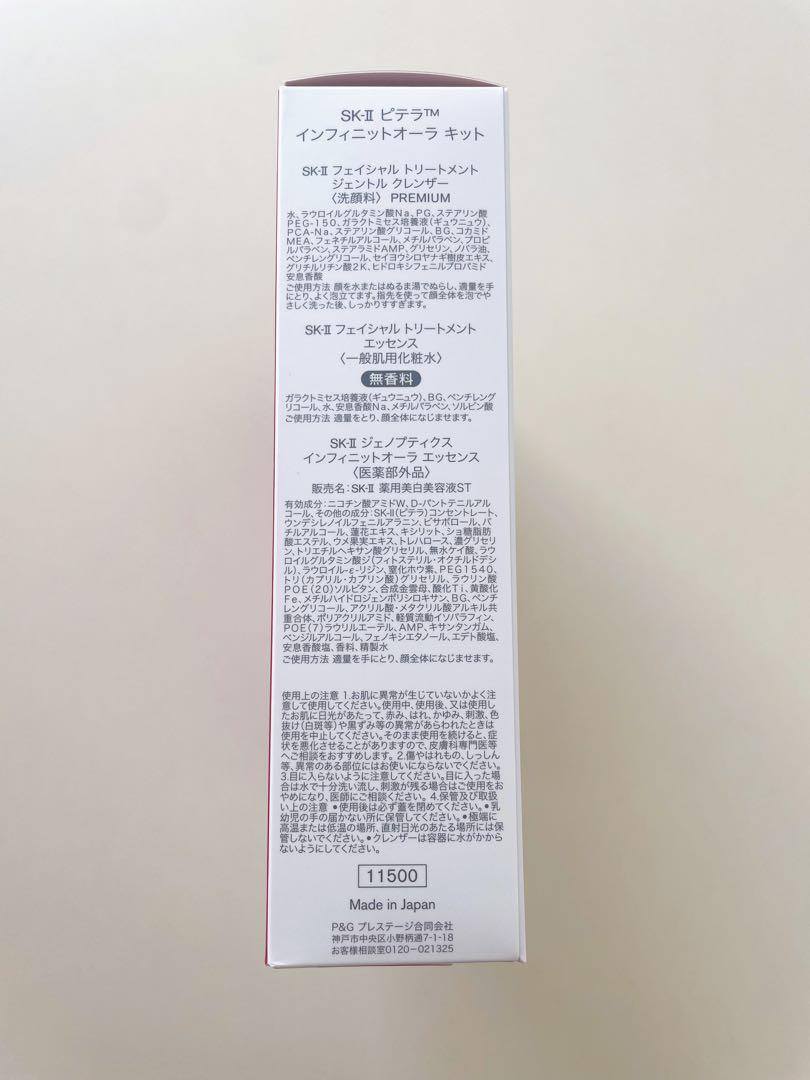 SK-Ⅱ ピテラ™
インフィニットオーラ キット
SK-Ⅱ フェイシャル トリートメント
ジェントル クレンザー
〈洗顔料〉 PREMIUM
水、ラウロイルグルタミン酸Na、PG、ステアリン酸
PEG-150、ガラクトミセス培養液(ギュウニュウ)、
PCA-Na、ステアリン酸グリコール、BG、コカミド
MEA、フェネチルアルコール、メチルパラベン、プロピ
ルパラベン、ステアラミドAMP、グリセリン、ノバラ油、
ペンチレングリコール、セイヨウシロヤナギ樹皮エキス、
グリチルリチン酸2K、ヒドロキシフェニルプロパミド
安息香酸
ご使用方法 顔を水またはぬるま湯でぬらし、適量を手
にとり、よく泡立てます。指先を使って顔全体を泡でや
さしく洗った後、しっかりすすぎます。
SK-Ⅱ フェイシャル トリートメント
エッセンス
〈一般肌用化粧水〉
無香料
ガラクトミセス培養液(ギュウニュウ)、BG、ペンチレング
リコール、水、安息香酸Na、メチルパラベン、ソルビン酸
ご使用方法 適量をとり、顔全体になじませます。
SK-Ⅱ ジェノプティクス
インフィニットオーラ エッセンス
〈医薬部外品〉
販売名：SK-Ⅱ 薬用美白美容液ST
有効成分：ニコチン酸アミドW、D-パントテニルアル
コール、その他の成分：SK-Ⅱ(ピテラ)コンセントレート、
ウンデシレノイルフェニルアラニン、ビサボロール、バ
チルアルコール、蓮花エキス、キシリット、ショ糖脂肪
酸エステル、ウメ果実エキス、トレハロース、濃グリセリ
ン、トリエチルヘキサン酸グリセリル、無水ケイ酸、ラウ
ロイルグルタミン酸ジ(フィトステリル・オクチルドデシ
ル)、ラウロイル-ε-リジン、窒化ホウ素、PEG1540、
トリ(カプリル・カプリン酸)グリセリル、ラウリン酸
POE(20)ソルビタン、合成金雲母、酸化Ti、黄酸化
Fe、メチルハイドロジェンポリシロキサン、BG、ペンチ
レングリコール、アクリル酸・メタクリル酸アルキル共
重合体、ポリアクリルアミド、軽質流動イソパラフィン、
POE(7)ラウリルエーテル、AMP、キサンタンガム、
ベンジルアルコール、フェノキシエタノール、エデト酸塩、
安息香酸塩、香料、精製水
ご使用方法 適量を手にとり、顔全体になじませます。
使用上の注意 1.お肌に異常が生じていないかよく注
意して使用してください。使用中、使用後、又は使用し
たお肌に日光があたって、赤み、はれ、かゆみ、刺激、色
抜け(白斑等)や黒ずみ等の異常があらわれたときは
使用を中止してください。そのまま使用を続けると、症
状を悪化させることがありますので、皮膚科専門医等
へご相談をおすすめします。2.傷やはれもの、しっしん
等、異常のある部位にはお使いにならないでください。
3.目に入らないように注意してください。目に入った場
合は水で十分洗い流し、刺激が残る場合はご使用をお
やめになり、医師にご相談ください。4.保管及び取扱
い上の注意 ●使用後は必ず蓋を閉めてください。●乳
幼児の手の届かない所に保管してください。●極端に
高温または低温の場所、直射日光のあたる場所には保
管しないでください。●クレンザーは容器に水がかから
ないようにしてください。
11500
Made in Japan
P&G プレステージ合同会社
神戸市中央区小野柄通7-1-18
お客様相談室0120-021325